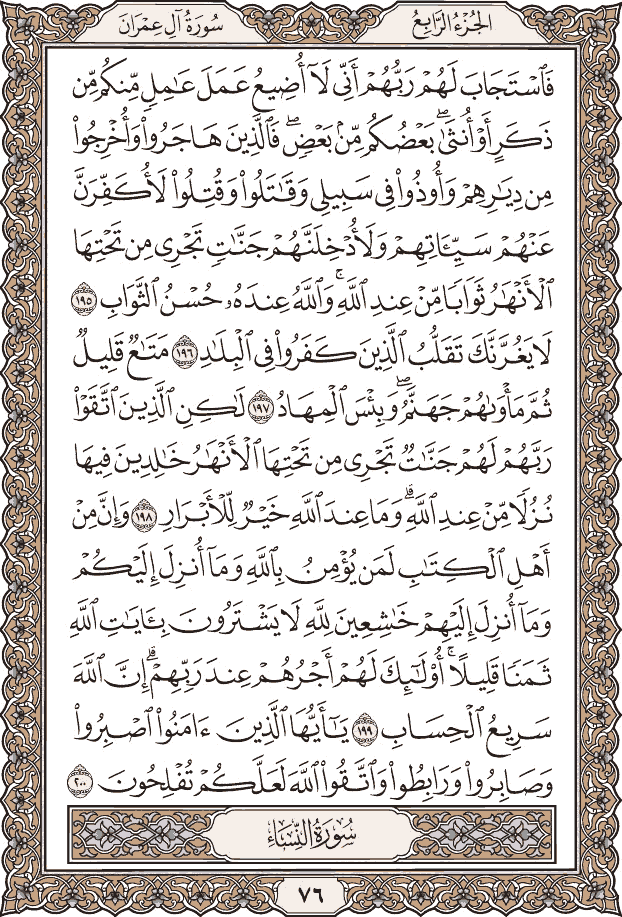 الجُزْءُ الرَّابِعُ
سُورَةُ آلِ عِمْرَانَ
فَٱسْتَجَابَ لَهُمْ رَبُّهُمْ أَنِّى لَآ أُضِيعُ عَمَلَ عَـٰمِلٍ مِّنكُم مِّن
ذَكَرٍ أَوْ أُنثَىٰ ۖ بَعْضُكُم مِّنۢ بَعْضٍ ۖ فَٱلَّذِينَ هَاجَرُوا۟ وَأُخْرِجُوا۟
مِن دِيَـٰرِهِمْ وَأُوذُوا۟ فِى سَبِيلِى وَقَـٰتَلُوا۟ وَقُتِلُوا۟ لَأُكَفِّرَنَّ
عَنْهُمْ سَيِّـَٔاتِهِمْ وَلَأُدْخِلَنَّهُمْ جَنَّـٰتٍ تَجْرِى مِن تَحْتِهَا
ٱلْأَنْهَـٰرُ ثَوَابًا مِّنْ عِندِ ٱللَّهِ ۚ وَٱللَّهُ عِندَهُۥ حُسْنُ ٱلثَّوَابِ ١٩٥
لَا يَغُرَّنَّكَ تَقَلُّبُ ٱلَّذِينَ كَفَرُوا۟ فِى ٱلْبِلَـٰدِ ١٩٦ مَتَـٰعٌ قَلِيلٌ
ثُمَّ مَأْوَىٰهُمْ جَهَنَّمُ ۖ وَبِئْسَ ٱلْمِهَادُ ١٩٧ لَـٰكِنِ ٱلَّذِينَ ٱتَّقَوْا۟
رَبَّهُمْ لَهُمْ جَنَّـٰتٌ تَجْرِى مِن تَحْتِهَا ٱلْأَنْهَـٰرُ خَـٰلِدِينَ فِيهَا
نُزُلًا مِّنْ عِندِ ٱللَّهِ ۗ وَمَا عِندَ ٱللَّهِ خَيْرٌ لِّلْأَبْرَارِ ١٩٨ وَإِنَّ مِنْ
أَهْلِ ٱلْكِتَـٰبِ لَمَن يُؤْمِنُ بِٱللَّهِ وَمَآ أُنزِلَ إِلَيْكُمْ
وَمَآ أُنزِلَ إِلَيْهِمْ خَـٰشِعِينَ لِلَّهِ لَا يَشْتَرُونَ بِـَٔايَـٰتِ ٱللَّهِ
ثَمَنًا قَلِيلًا ۗ أُو۟لَـٰٓئِكَ لَهُمْ أَجْرُهُمْ عِندَ رَبِّهِمْ ۗ إِنَّ ٱللَّهَ
سَرِيعُ ٱلْحِسَابِ ١٩٩ يَـٰٓأَيُّهَا ٱلَّذِينَ ءَامَنُوا۟ ٱصْبِرُوا۟
وَصَابِرُوا۟ وَرَابِطُوا۟ وَٱتَّقُوا۟ ٱللَّهَ لَعَلَّكُمْ تُفْلِحُونَ ٢٠٠
سُورَةُ النِّسَاءِ
٧٦